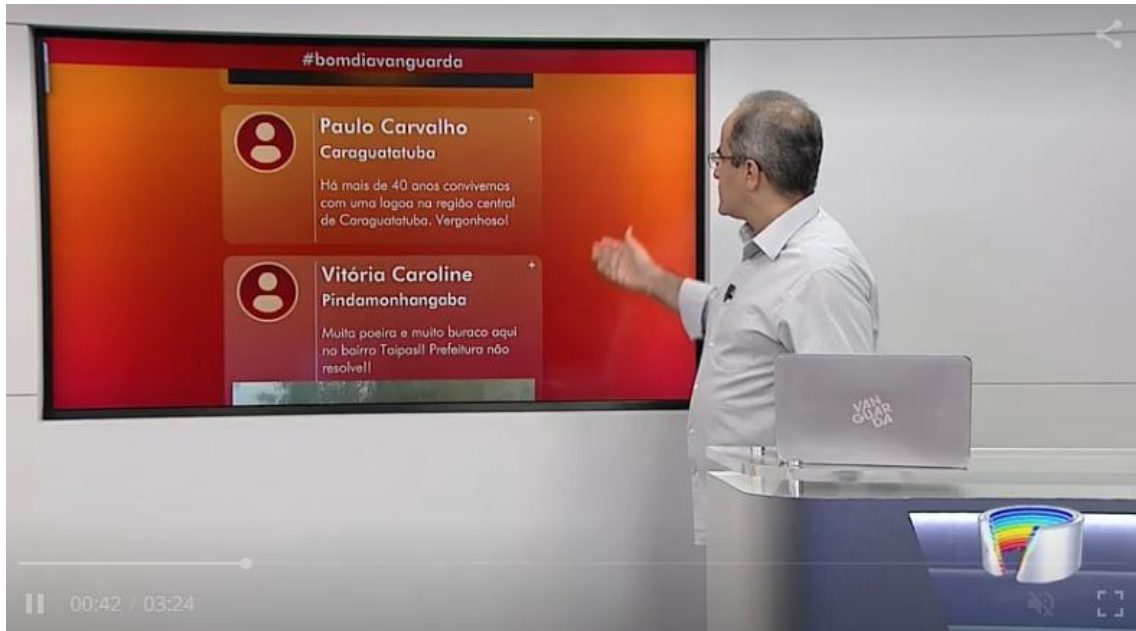 #bomdiavanguarda
Paulo Carvalho
Caraguatatuba
Há mais de 40 anos convivemos
com uma lagoa na região central
de Caraguatatuba. Vergonhoso!
Vitória Caroline
Pindamonhangaba
Muita poeira e muito buraco aqui
no bairro Taipas!! Prefeitura não
resolve!!
VAN
GUAR
DA
00:42 / 03:24